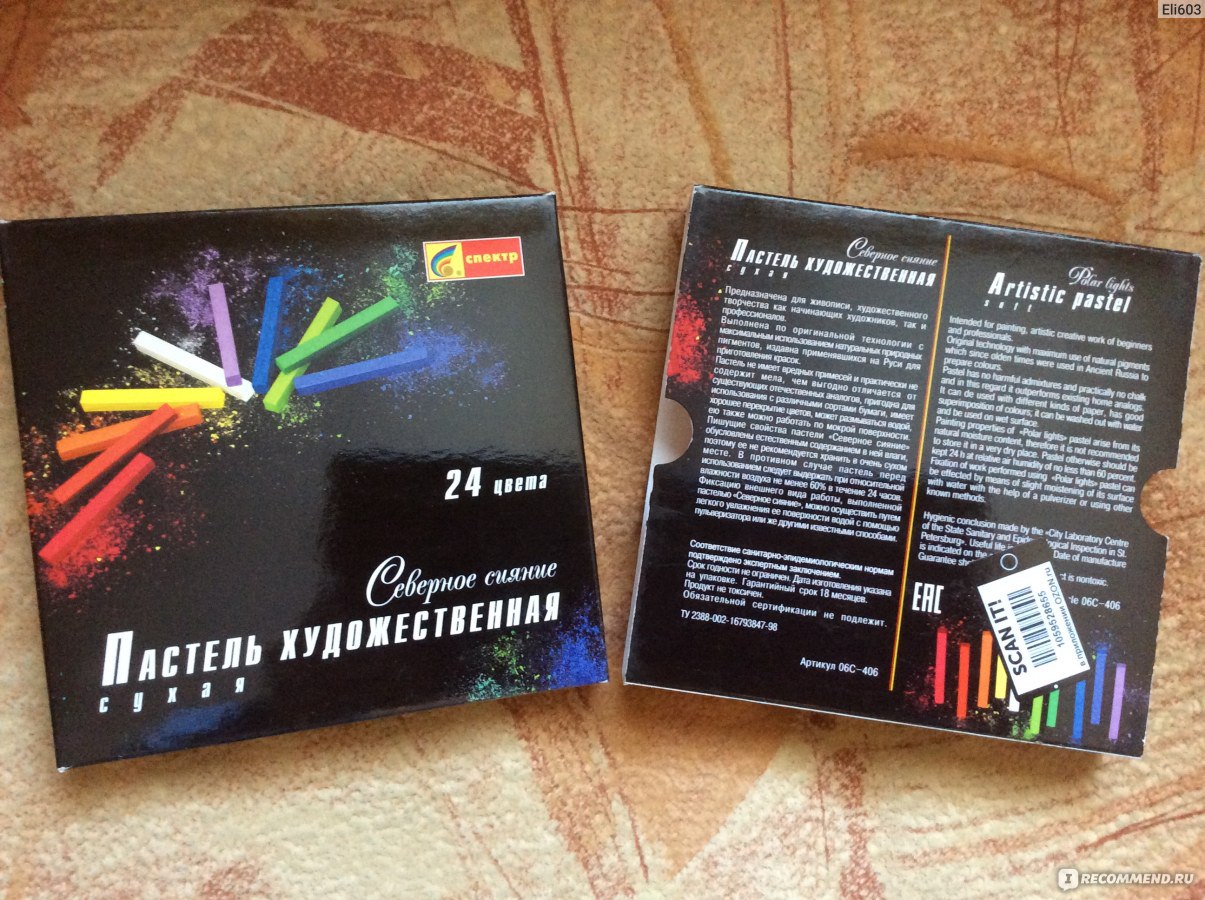 Eli603
спектр
24 цвета
Северное сияние
Пастель художественная
сухая
Северное сияние
Пастель художественная
сухая
Предназначена для живописи, художественного
творчества как начинающих художников, так и
профессионалов.
Выполнена по оригинальной технологии с
максимальным использованием натуральных природных
пигментов, издавна применявшихся на Руси для
приготовления красок.
Пастель не имеет вредных примесей и практически не
содержит мела, чем выгодно отличается от
существующих отечественных аналогов, пригодна для
использования с различными сортами бумаги, имеет
хорошее перекрытие цветов, может размываться водой,
ею также можно работать по мокрой поверхности.
Пишущие свойства пастели «Северное сияние»
обусловлены естественным содержанием в ней влаги,
поэтому ее не рекомендуется хранить в очень сухом
месте. В противном случае пастель перед
использованием следует выдержать при относительной
влажности воздуха не менее 60% в течение 24 часов.
Фиксацию внешнего вида работы, выполненной
пастелью «Северное сияние», можно осуществить путем
легкого увлажнения ее поверхности водой с помощью
пульверизатора или же другими известными способами.
Соответствие санитарно-эпидемиологическим нормам
подтверждено экспертным заключением.
Срок годности не ограничен. Дата изготовления указана
на упаковке. Гарантийный срок 18 месяцев.
Продукт не токсичен.
Обязательной сертификации не подлежит.
ТУ 2388-002-16793847-98
Артикул 06С-406
Polar lights
Artistic pastel
soft
Intended for painting, artistic creative work of beginners
and professionals.
Original technology with maximum use of natural pigments
which since olden times were used in Ancient Russia to
prepare colours.
Pastel has no harmful admixtures and practically no chalk
and in this regard it outperforms existing home analogs.
It can de used with different kinds of paper, has good
superimposition of colours; it can be washed out with water
and be used on wet surface.
Painting properties of «Polar lights» pastel arise from its
natural moisture content, therefore it is not recommended
to store it in a very dry place. Pastel otherwise should be
kept 24 h at relative air humidity of no less than 60 percent.
Fixation of work performed using «Polar lights» pastel can
be effected by means of slight moistening of its surface
with water with the help of a pulverizer or using other
known methods.
Hygienic conclusion made by the «City Laboratory Centre
of the State Sanitary and Epidemiological Inspection in St.
Petersburg». Useful life Date of manufacture
is indicated on the
Guarantee is nontoxic.
06C-406
EAC
SCAN IT!
1059528655
в приложении OZON.ru
IRECOMMEND.RU